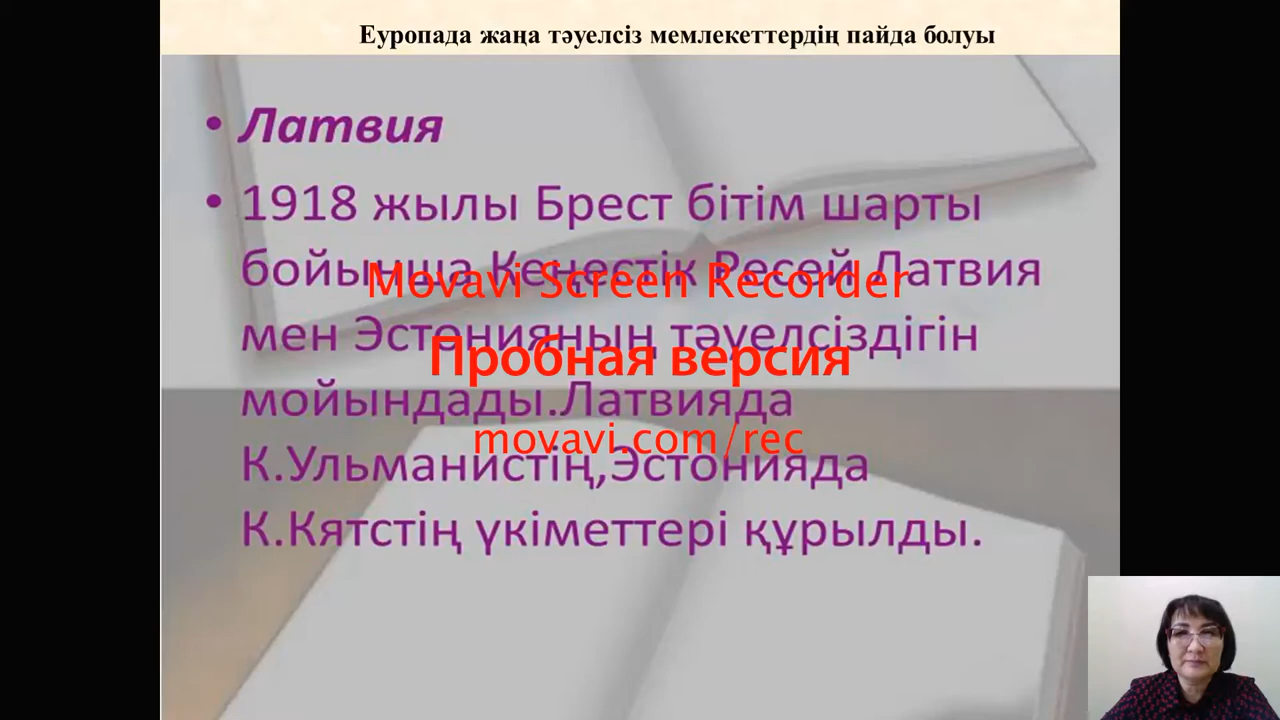 Еуропада жаңа тәуелсіз мемлекеттердің пайда болуы
• Латвия
• 1918 жылы Брест бітім шарты
бойынша Кеңестік Ресей Латвия
Movavi Screen Recorder
мен Эстонияның тәуелсіздігін
Пробная версия
мойындады.Латвияда
movavi.com/rec
К.Ульманистің,Эстонияда
К.Кятстің үкіметтері құрылды.